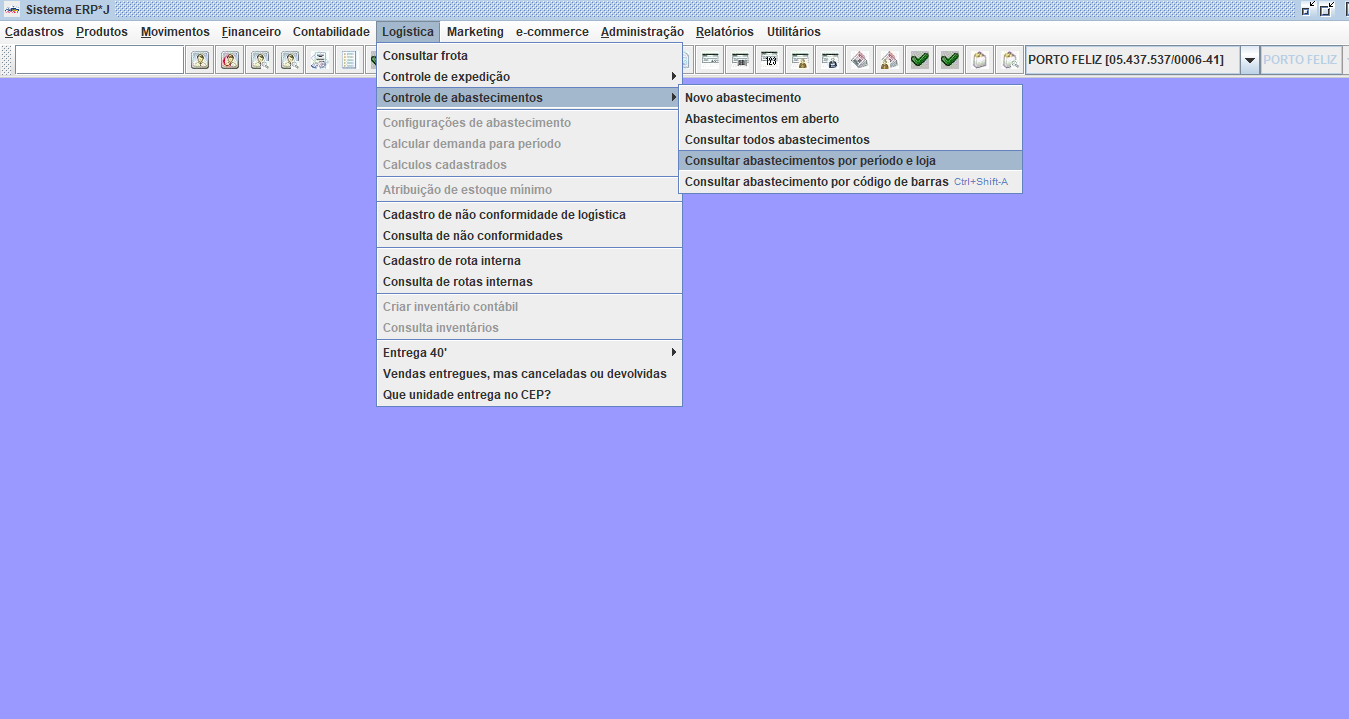 Sistema ERP*J
Cadastros Produtos Movimentos Financeiro Contabilidade Logística Marketing e-commerce Administração Relatórios Utilitários
123 PORTO FELIZ [05.437.537/0006-41] PORTO FELIZ
Consultar frota
Controle de expedição
Controle de abastecimentos
Novo abastecimento
Abastecimentos em aberto
Consultar todos abastecimentos
Consultar abastecimentos por período e loja
Consultar abastecimento por código de barras Ctrl+Shift-A
Configurações de abastecimento
Calcular demanda para período
Calculos cadastrados
Atribuição de estoque mínimo
Cadastro de não conformidade de logística
Consulta de não conformidades
Cadastro de rota interna
Consulta de rotas internas
Criar inventário contábil
Consulta inventários
Entrega 40'
Vendas entregues, mas canceladas ou devolvidas
Que unidade entrega no CEP?